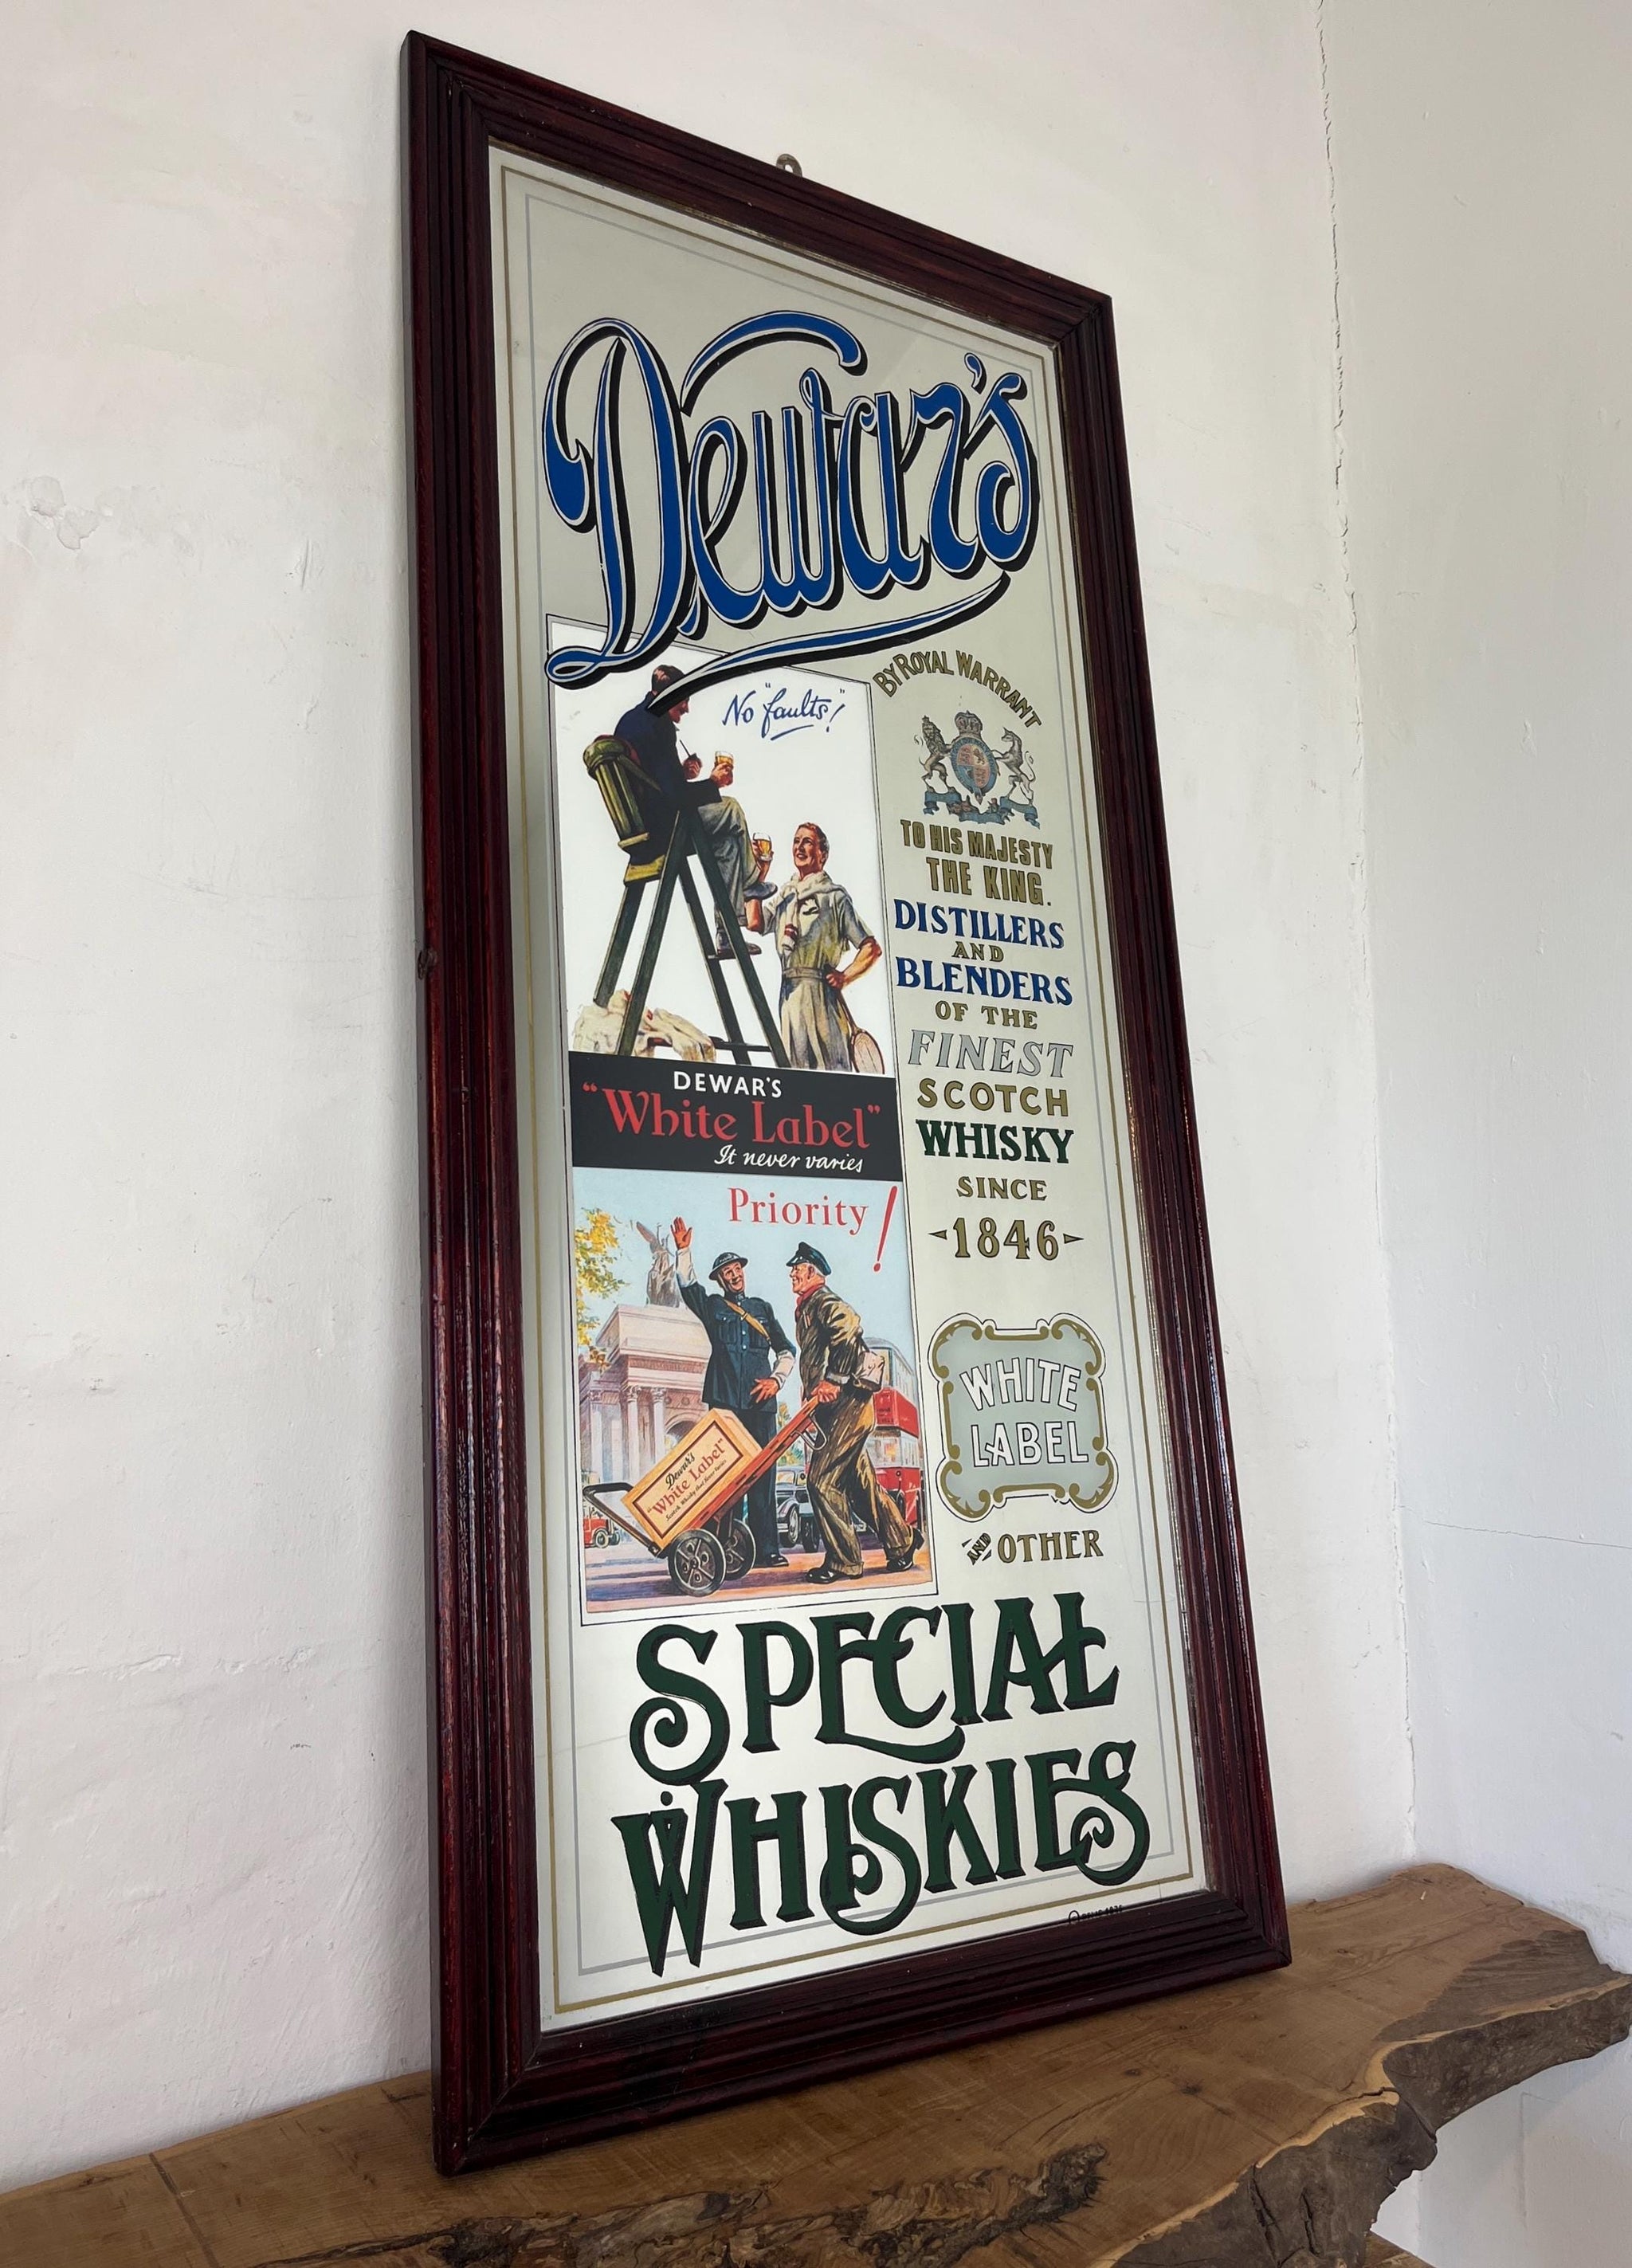 Dewar's
No "faults"!
DEWAR'S
"White Label"
It never varies
Priority!
Dewar's
"White Label"
BY ROYAL WARRANT
TO HIS MAJESTY
THE KING.
DISTILLERS
AND
BLENDERS
OF THE
FINEST
SCOTCH
WHISKY
SINCE
-1846-
WHITE
LABEL
AND OTHER
SPECIAL
WHISKIES